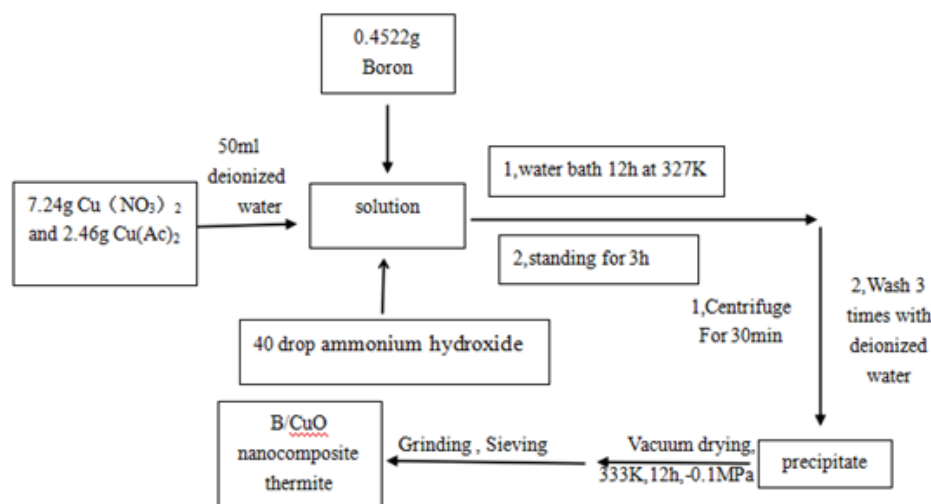 0.4522g
Boron
50ml
deionized
water
7.24g Cu（NO₃）₂
and 2.46g Cu(Ac)₂
solution
1,water bath 12h at 327K
2,standing for 3h
40 drop ammonium hydroxide
1,Centrifuge
For 30min
2,Wash 3
times with
deionized
water
precipitate
Vacuum drying,
333K,12h,-0.1MPa
Grinding , Sieving
B/CuO
nanocomposite
thermite